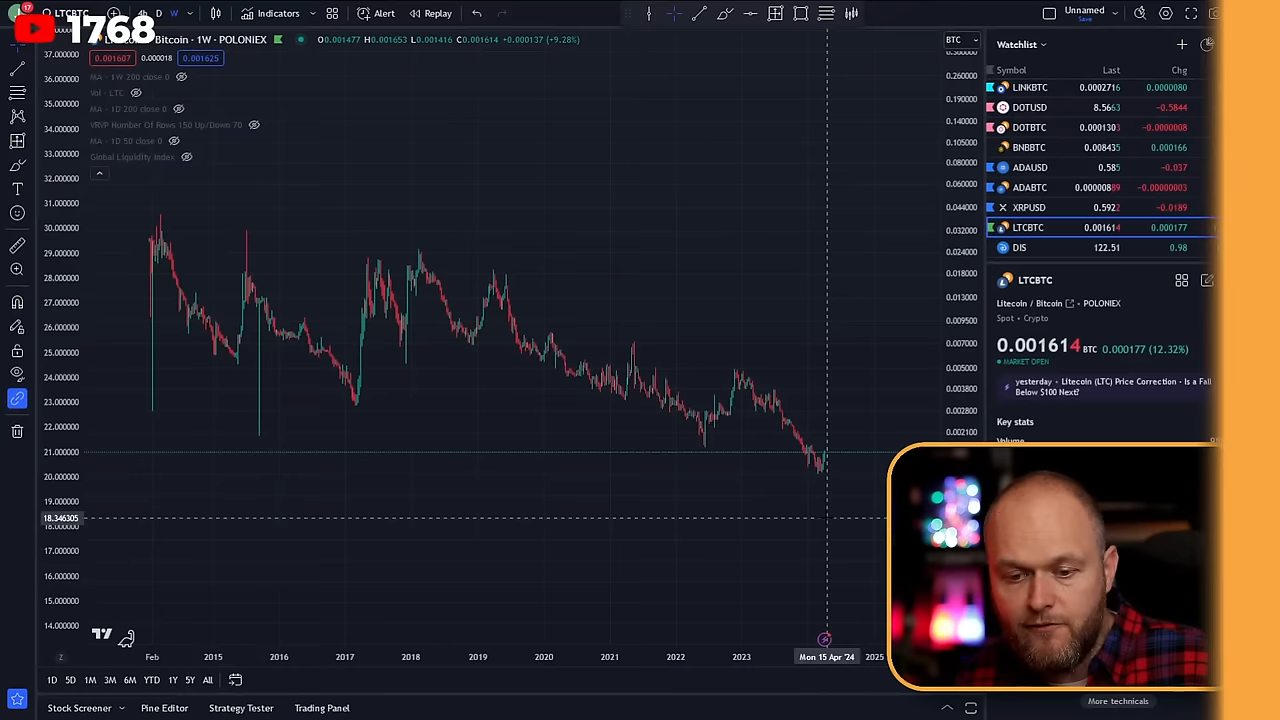 17
1768
LTCBTC
4h D W
Indicators
Alert
Replay
Unnamed
Save
Bitcoin · 1W · POLONIEX
O0.001477 H0.001653 L0.001416 C0.001614 +0.000137 (+9.28%)
0.001607 0.000018 0.001625
MA · 1W 200 close 0
Vol · LTC
MA · 1D 200 close 0
VRVP Number Of Rows 150 Up/Down 70
MA · 1D 50 close 0
Global Liquidity Index
37.000000
36.000000
35.000000
34.000000
33.000000
32.000000
31.000000
30.000000
29.000000
28.000000
27.000000
26.000000
25.000000
24.000000
23.000000
22.000000
21.000000
20.000000
19.000000
18.346305
18.000000
17.000000
16.000000
15.000000
14.000000
BTC
0.360000
0.260000
0.190000
0.140000
0.105000
0.080000
0.060000
0.044000
0.032000
0.024000
0.018000
0.013000
0.009500
0.007000
0.005000
0.003800
0.002800
0.002100
Z
Feb 2015 2016 2017 2018 2019 2020 2021 2022 2023 Mon 15 Apr '24 2025
1D 5D 1M 3M 6M YTD 1Y 5Y All
Stock Screener Pine Editor Strategy Tester Trading Panel
Watchlist
Symbol Last Chg
LINKBTC 0.0002716 0.0000080
DOTUSD 8.5663 −0.5844
DOTBTC 0.0001303 −0.0000008
BNBBTC 0.008435 0.000166
ADAUSD 0.585 −0.037
ADABTC 0.00000889 −0.00000003
XRPUSD 0.5922 −0.0189
LTCBTC 0.001614 0.000177
DIS 122.51 0.98
LTCBTC
Litecoin / Bitcoin · POLONIEX
Spot · Crypto
0.001614 BTC 0.000177 (12.32%)
MARKET OPEN
yesterday · Litecoin (LTC) Price Correction - Is a Fall
Below $100 Next?
Key stats
Volume
More technicals